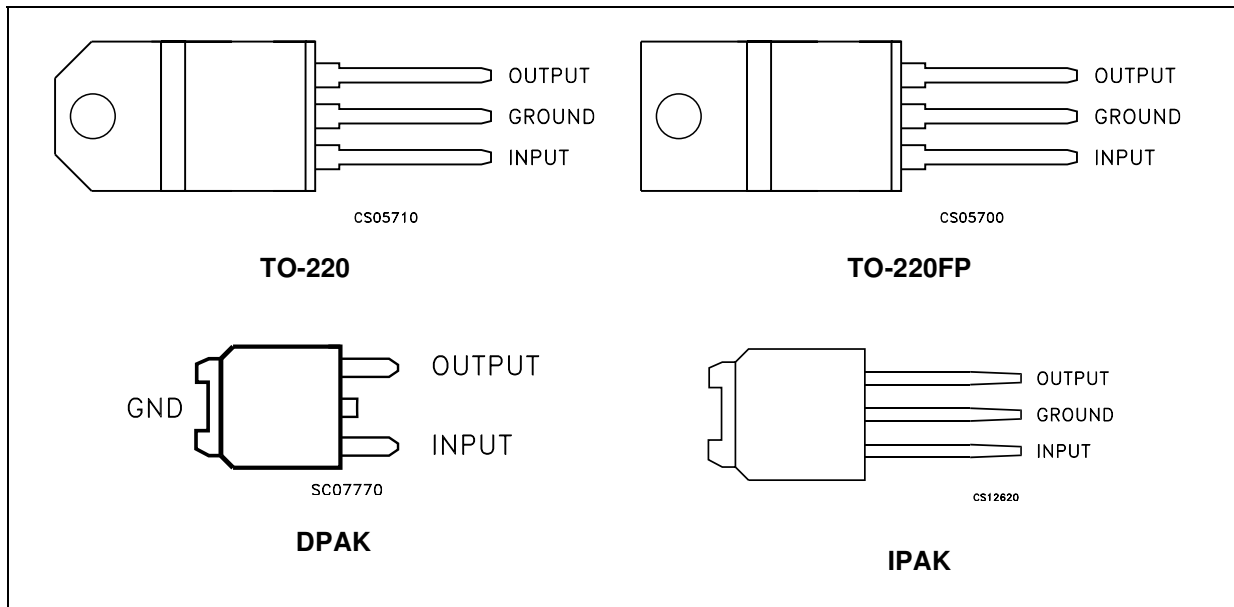 OUTPUT
GROUND
INPUT
CS05710
TO-220
OUTPUT
GROUND
INPUT
CS05700
TO-220FP
GND
OUTPUT
INPUT
SC07770
DPAK
OUTPUT
GROUND
INPUT
CS12620
IPAK